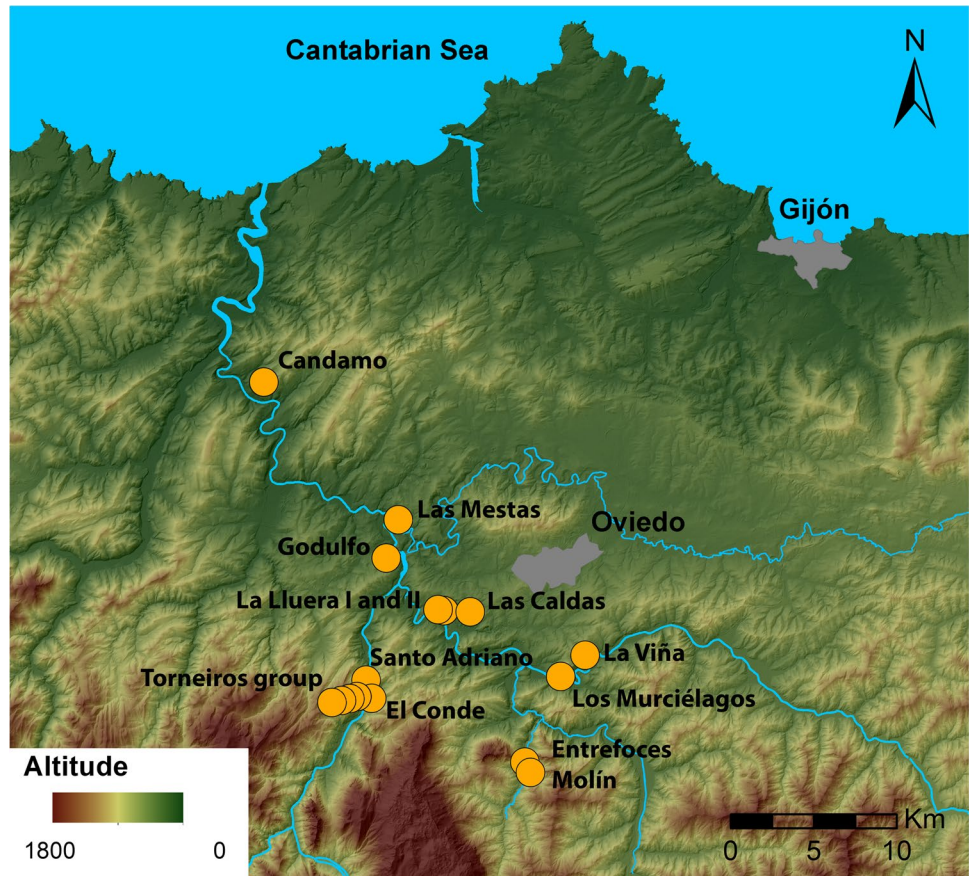 Cantabrian Sea
N
Gijón
Candamo
Las Mestas
Oviedo
Godulfo
La Lluera I and II
Las Caldas
La Viña
Santo Adriano
Torneiros group
Los Murciélagos
El Conde
Entrefoces
Molín
Altitude
1800 0
Km
0 5 10